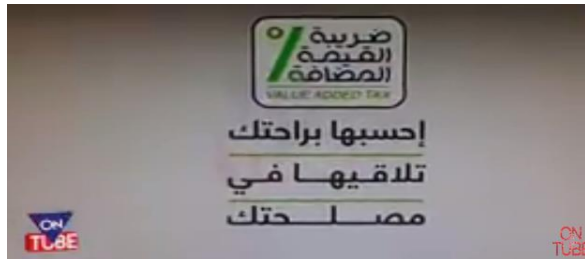 ضريبة
القيمة
المضافة
%
VALUE ADDED TAX
إحسبها براحتك
تلاقيها في
مصلحتك
ON
TUBE
ON
TUBE